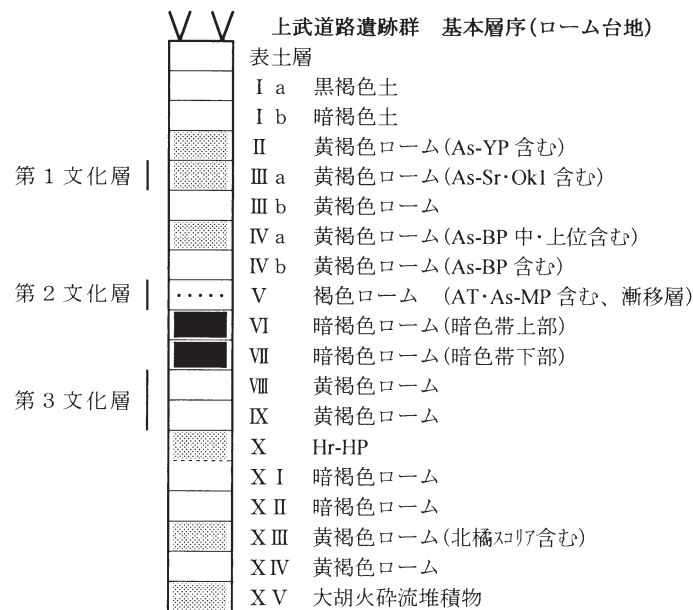 上武道路遺跡群 基本層序(ローム台地)
表土層
Ⅰ a 黒褐色土
Ⅰ b 暗褐色土
Ⅱ 黄褐色ローム(As-YP 含む)
第1文化層 Ⅲ a 黄褐色ローム(As-Sr・Ok1 含む)
Ⅲ b 黄褐色ローム
Ⅳ a 黄褐色ローム(As-BP 中・上位含む)
Ⅳ b 黄褐色ローム(As-BP 含む)
第2文化層 Ⅴ 褐色ローム (AT・As-MP 含む、漸移層)
Ⅵ 暗褐色ローム(暗色帯上部)
Ⅶ 暗褐色ローム(暗色帯下部)
Ⅷ 黄褐色ローム
第3文化層
Ⅸ 黄褐色ローム
Ⅹ Hr-HP
ⅩⅠ 暗褐色ローム
ⅩⅡ 暗褐色ローム
ⅩⅢ 黄褐色ローム(北橘スコリア含む)
ⅩⅣ 黄褐色ローム
ⅩⅤ 大胡火砕流堆積物